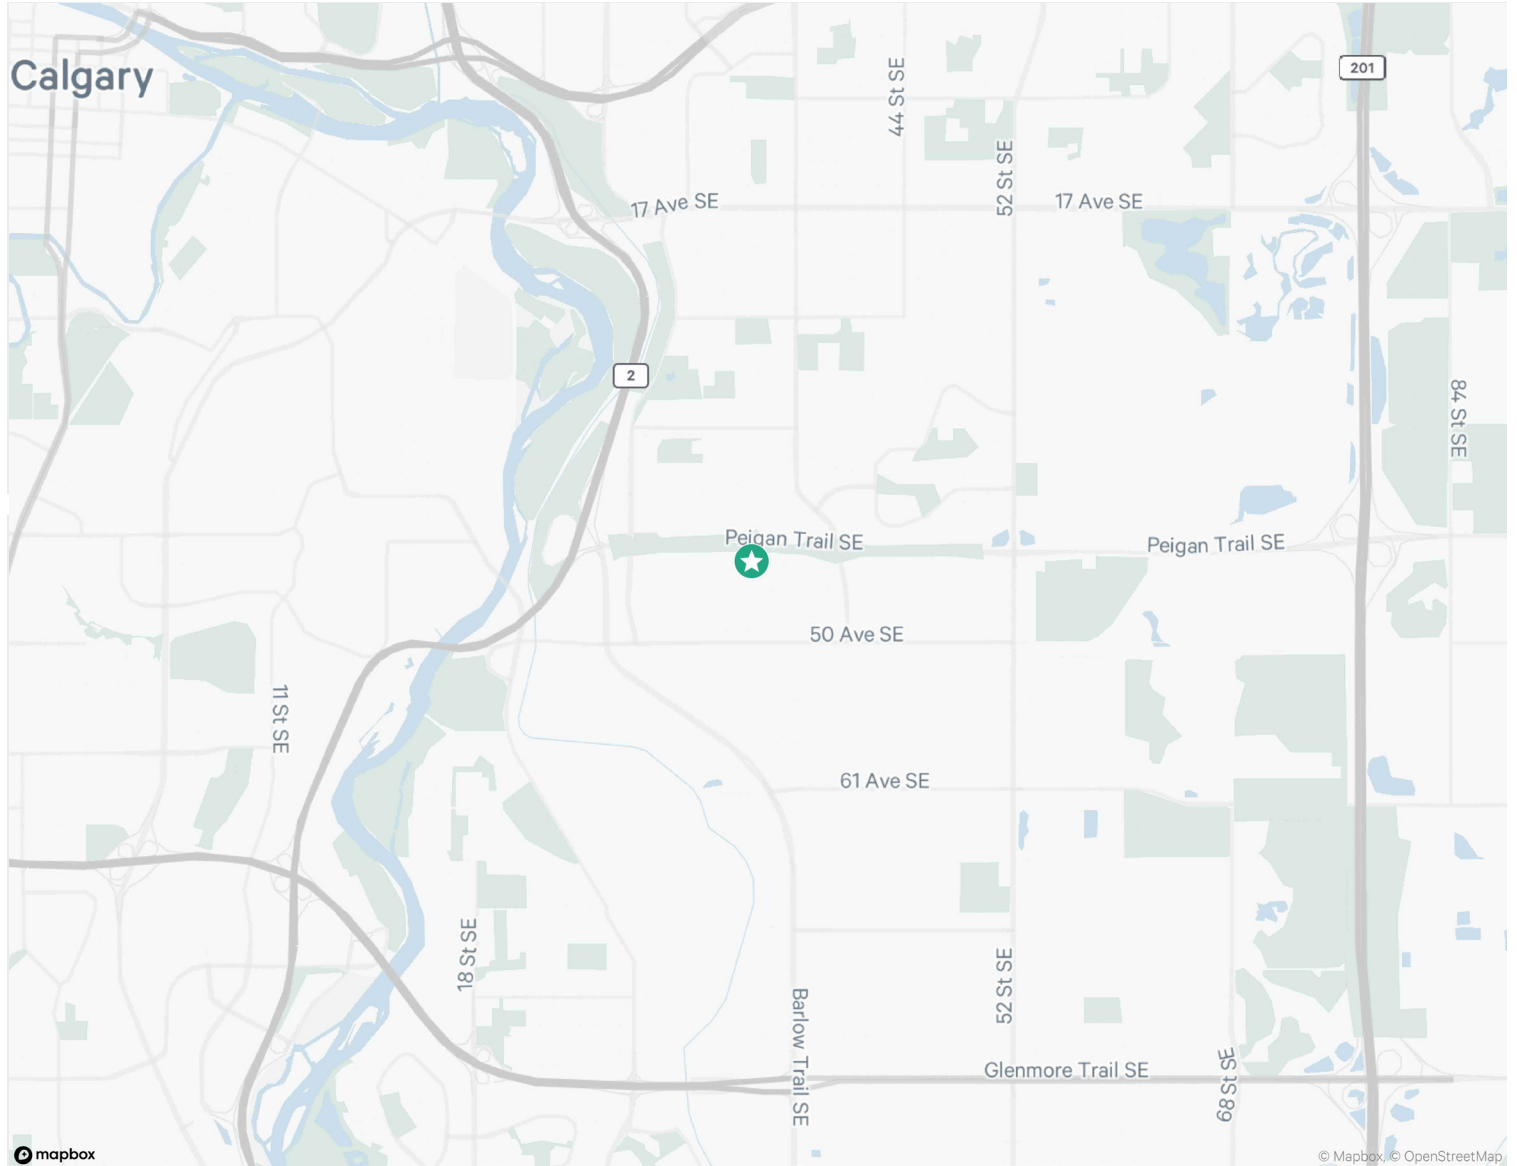 Calgary
44 St SE
201
52 St SE
17 Ave SE
17 Ave SE
2
84 St SE
Peigan Trail SE
Peigan Trail SE
50 Ave SE
11 St SE
61 Ave SE
18 St SE
52 St SE
Barlow Trail SE
Glenmore Trail SE
68 St SE
mapbox
© Mapbox, © OpenStreetMap